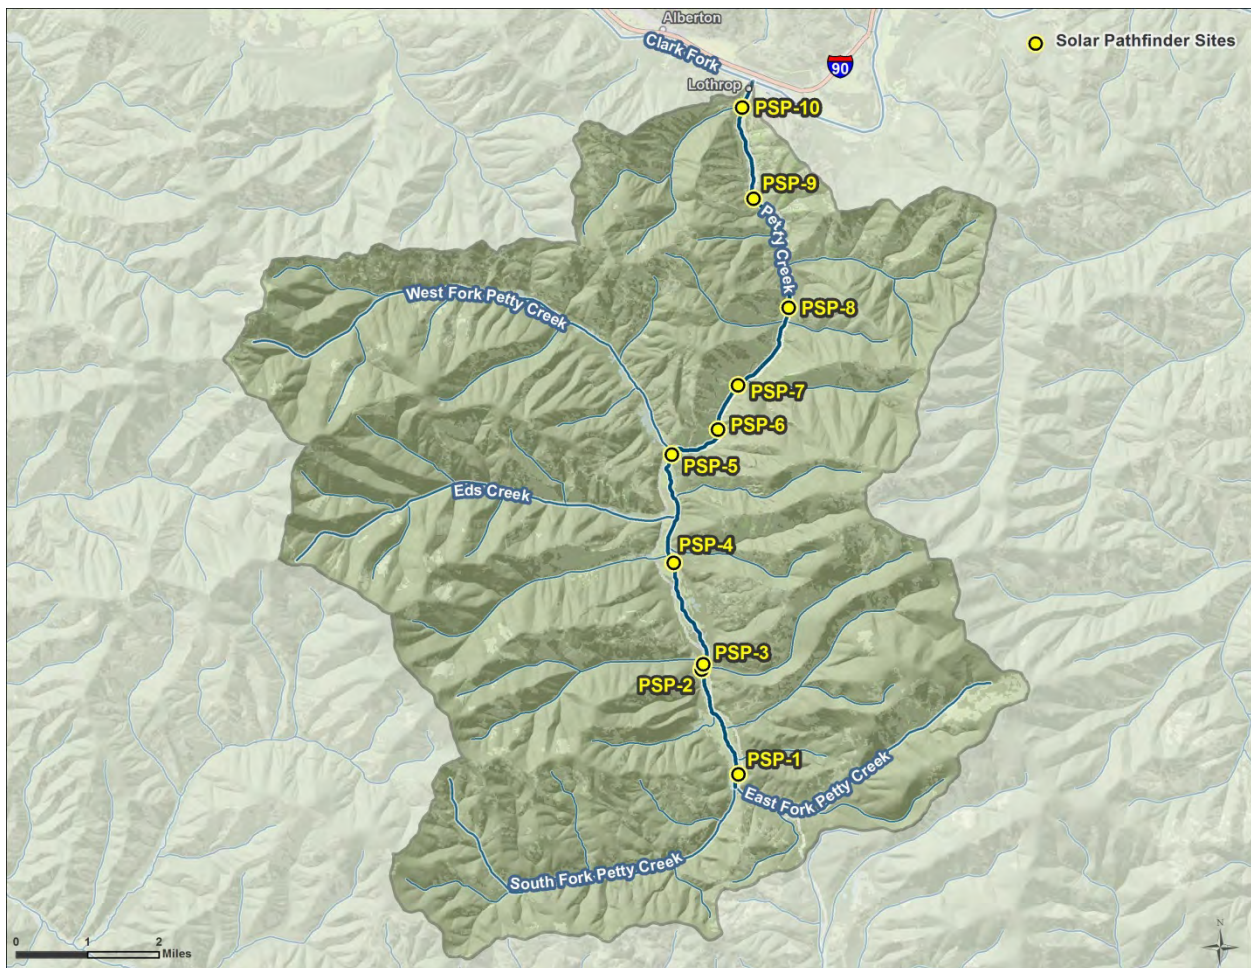 Alberton
Solar Pathfinder Sites
Clark Fork
90
Lothrop
PSP-10
PSP-9
Petty Creek
West Fork Petty Creek
PSP-8
PSP-7
PSP-6
PSP-5
Eds Creek
PSP-4
PSP-3
PSP-2
PSP-1
East Fork Petty Creek
South Fork Petty Creek
N
0 1 2
Miles